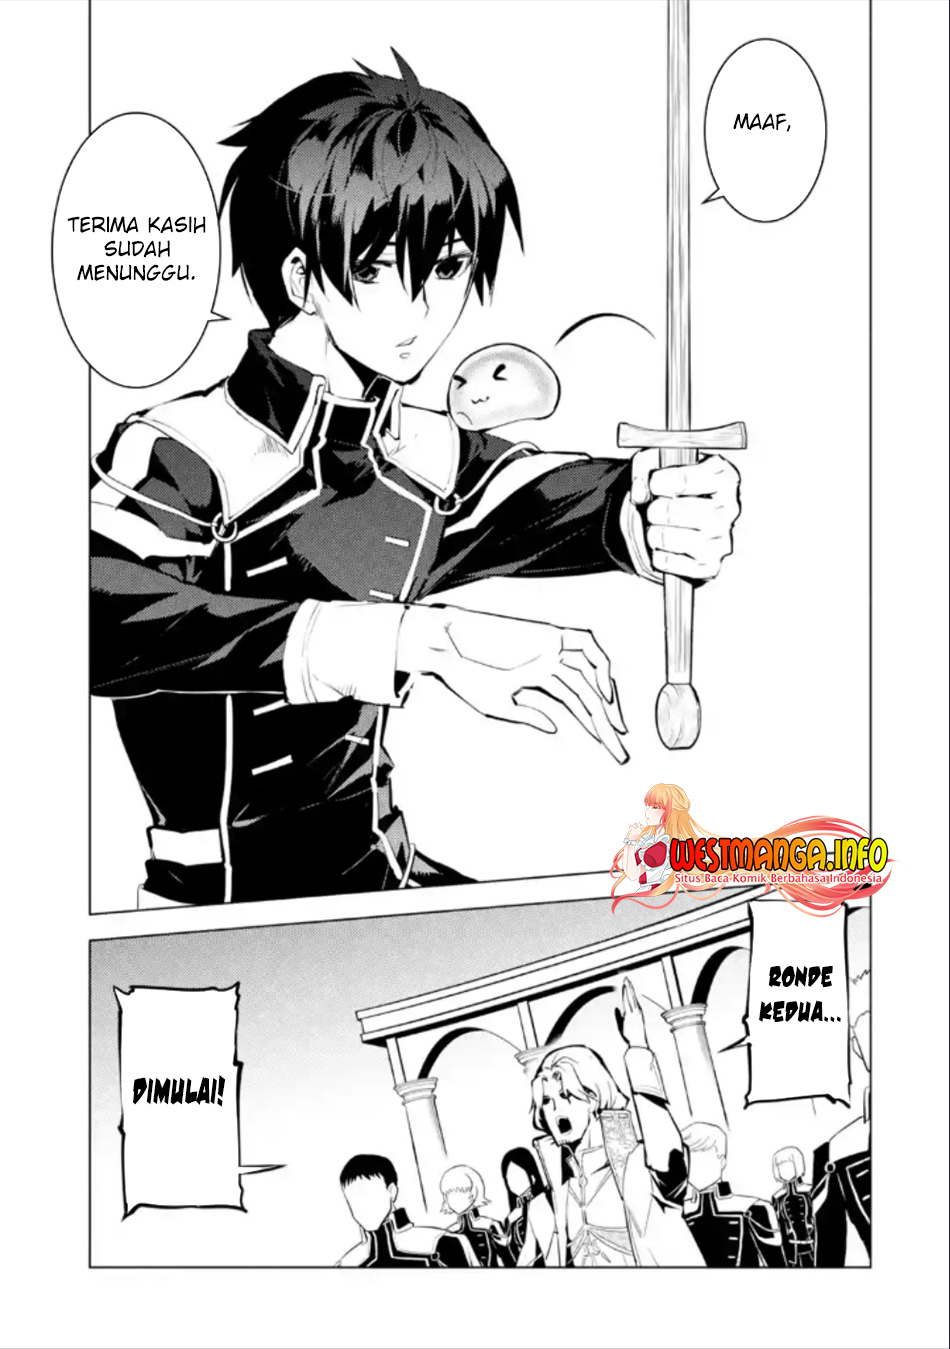 MAAF,
TERIMA KASIH
SUDAH
MENUNGGU.
WESTMANGA.INFO
Situs Baca Komik Berbahasa Indonesia
RONDE
KEDUA...
DIMULAI!